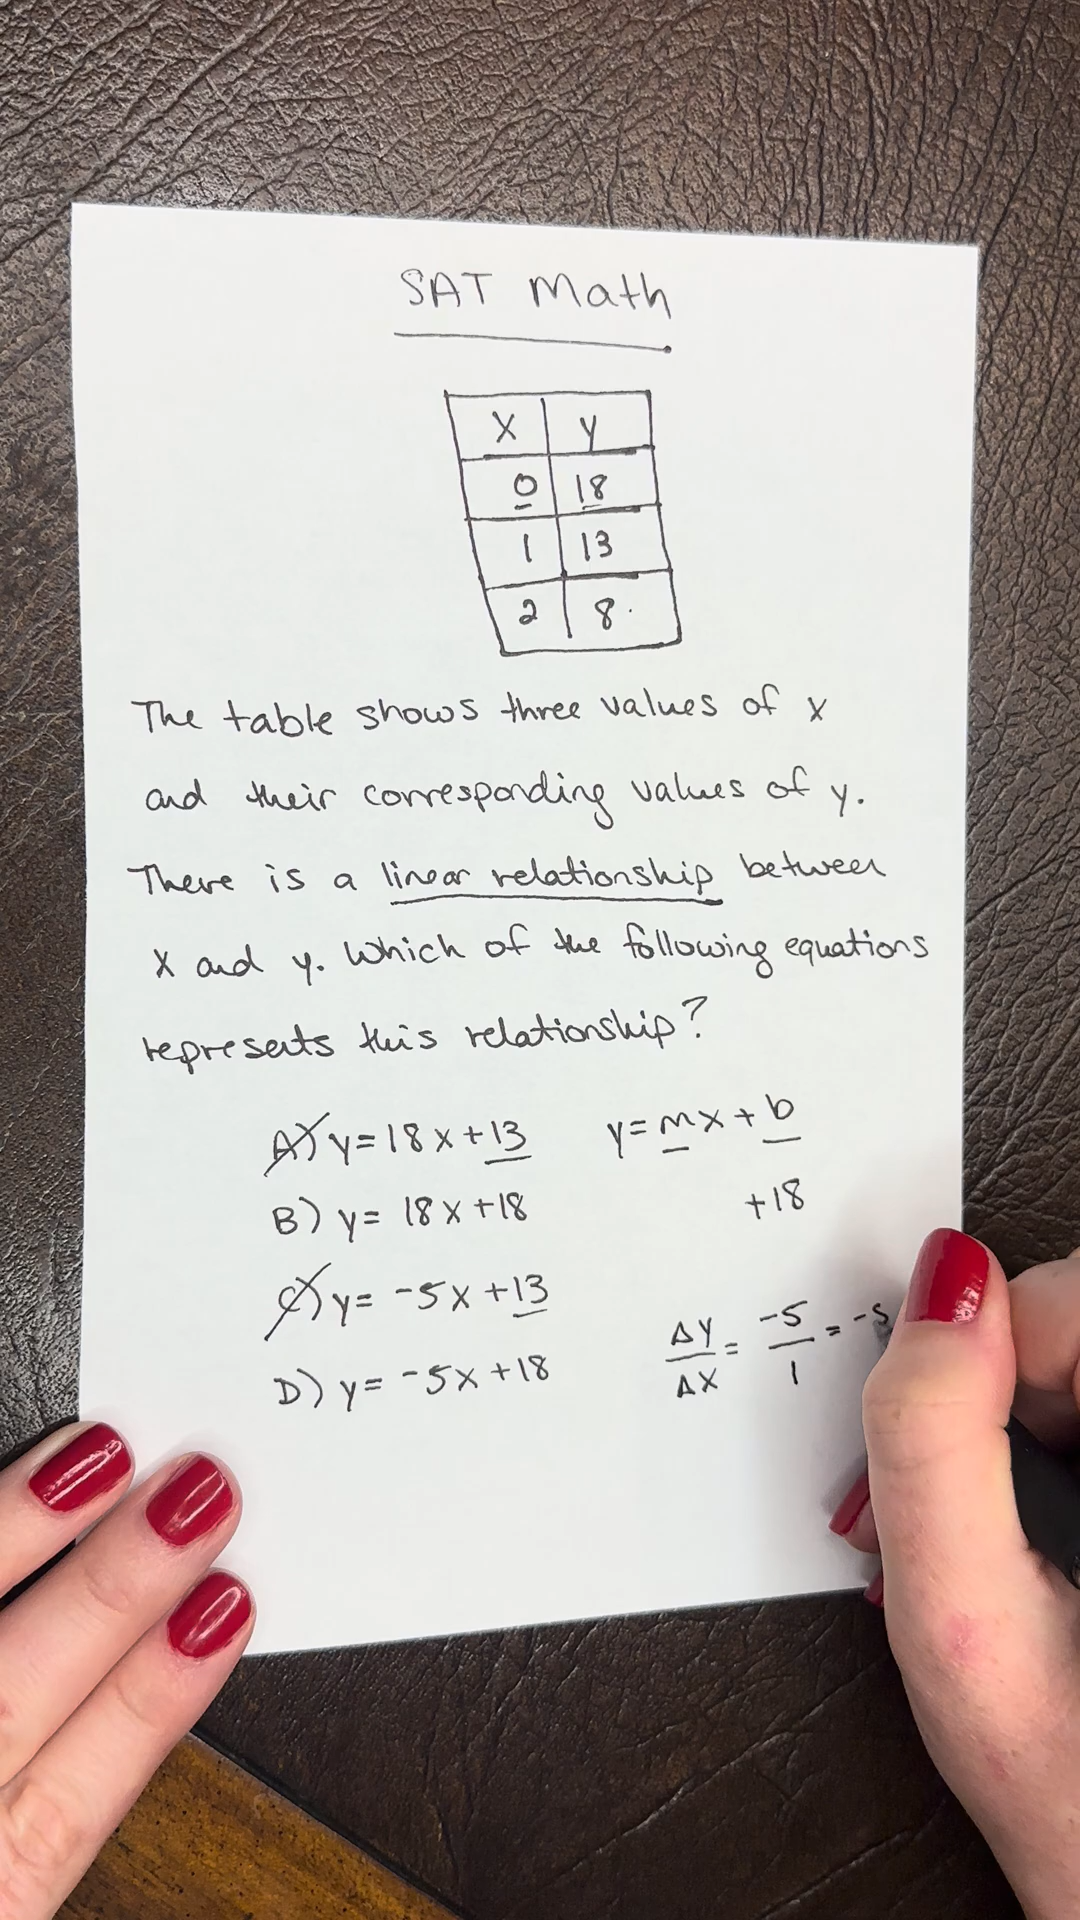 SAT Math
X Y
0 18
1 13
2 8
The table shows three values of x
and their corresponding values of y.
There is a linear relationship between
x and y. Which of the following equations
represents this relationship?
A) y=18x+13
y=mx+b
B) y= 18x+18
+18
C) y= -5x+13
ΔY/ΔX = -5/1 = -5
D) y= -5x+18